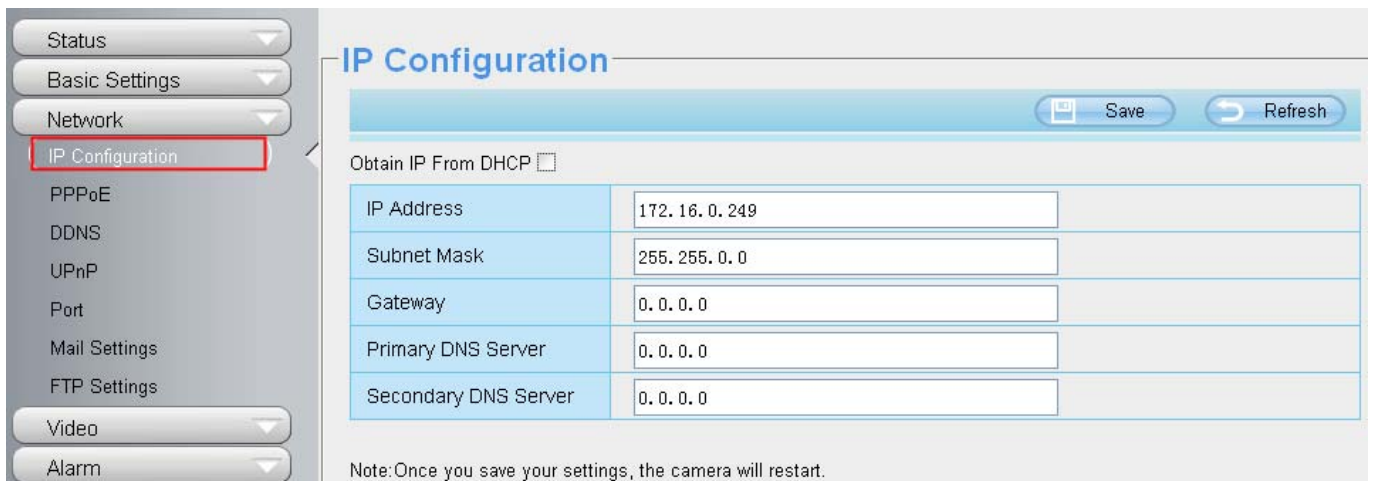 Status
Basic Settings
Network
IP Configuration
PPPoE
DDNS
UPnP
Port
Mail Settings
FTP Settings
Video
Alarm
IP Configuration
Save Refresh
Obtain IP From DHCP
IP Address 172.16.0.249
Subnet Mask 255.255.0.0
Gateway 0.0.0.0
Primary DNS Server 0.0.0.0
Secondary DNS Server 0.0.0.0
Note:Once you save your settings, the camera will restart.